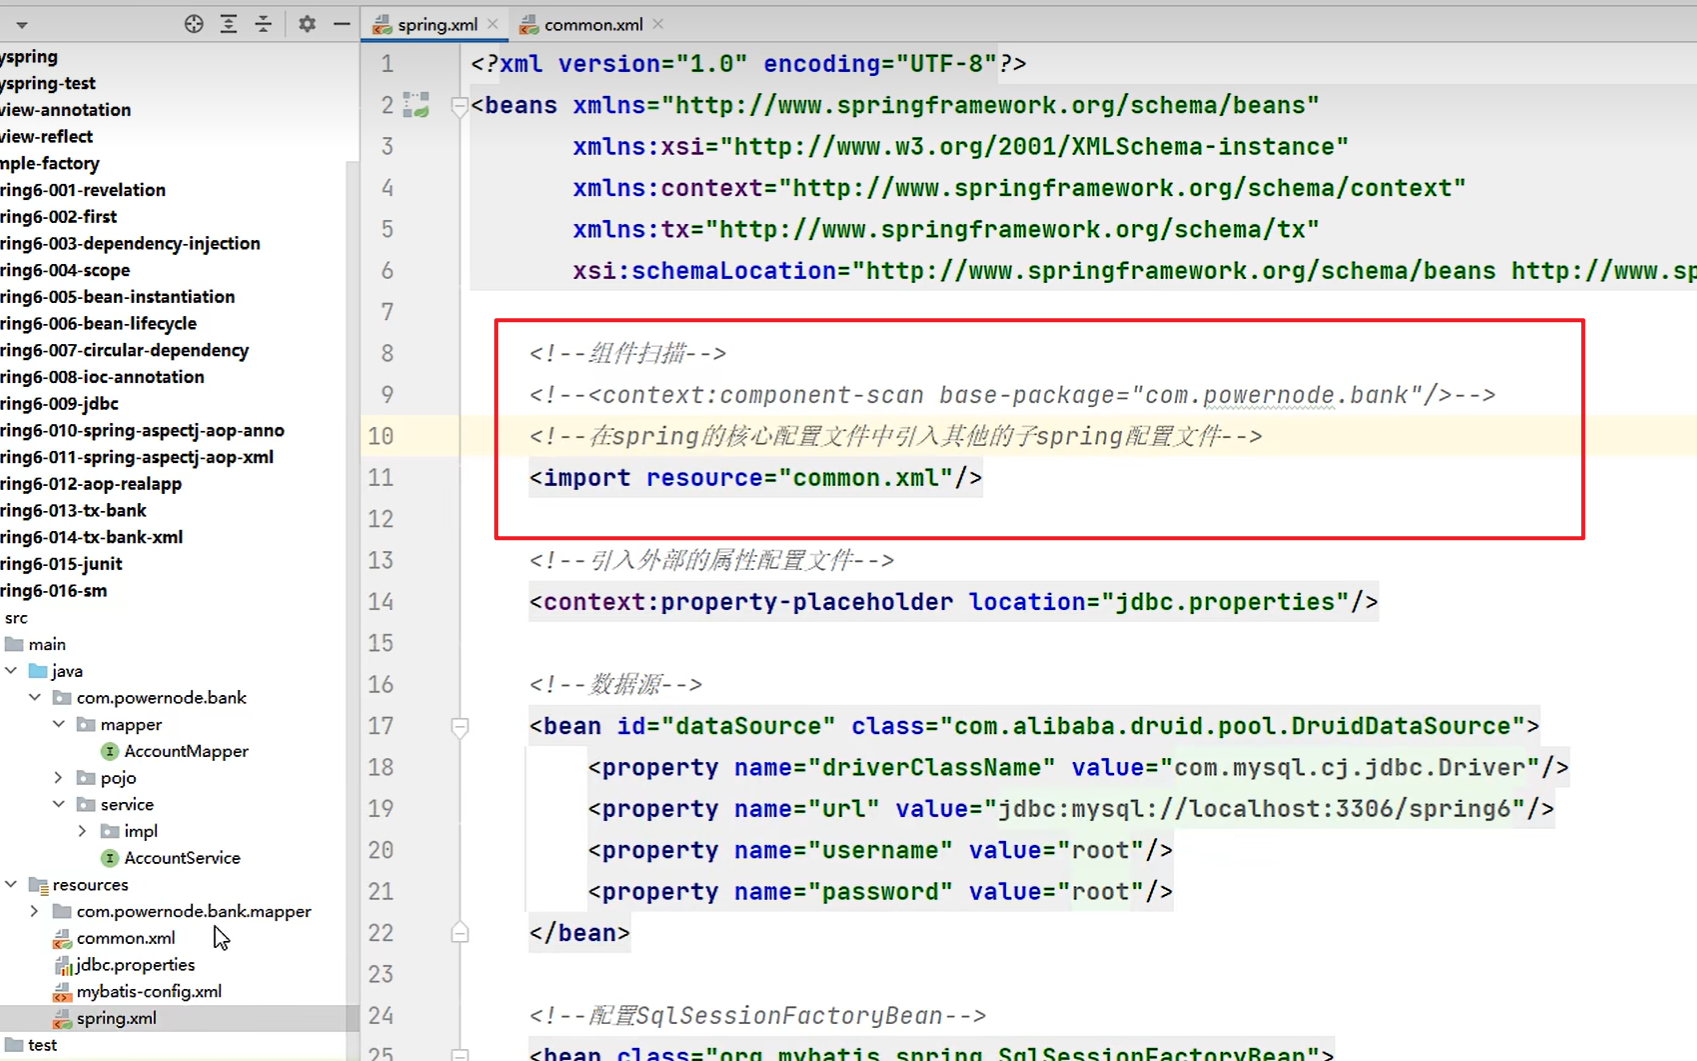 spring.xml
common.xml
yspring
yspring-test
view-annotation
view-reflect
mple-factory
ring6-001-revelation
ring6-002-first
ring6-003-dependency-injection
ring6-004-scope
ring6-005-bean-instantiation
ring6-006-bean-lifecycle
ring6-007-circular-dependency
ring6-008-ioc-annotation
ring6-009-jdbc
ring6-010-spring-aspectj-aop-anno
ring6-011-spring-aspectj-aop-xml
ring6-012-aop-realapp
ring6-013-tx-bank
ring6-014-tx-bank-xml
ring6-015-junit
ring6-016-sm
src
main
java
com.powernode.bank
mapper
AccountMapper
pojo
service
impl
AccountService
resources
com.powernode.bank.mapper
common.xml
jdbc.properties
mybatis-config.xml
spring.xml
test
1 <?xml version="1.0" encoding="UTF-8"?>
2 <beans xmlns="http://www.springframework.org/schema/beans"
3 xmlns:xsi="http://www.w3.org/2001/XMLSchema-instance"
4 xmlns:context="http://www.springframework.org/schema/context"
5 xmlns:tx="http://www.springframework.org/schema/tx"
6 xsi:schemaLocation="http://www.springframework.org/schema/beans http://www.sp
7
8 <!--组件扫描-->
9 <!--<context:component-scan base-package="com.powernode.bank"/>-->
10 <!--在spring的核心配置文件中引入其他的子spring配置文件-->
11 <import resource="common.xml"/>
12
13 <!--引入外部的属性配置文件-->
14 <context:property-placeholder location="jdbc.properties"/>
15
16 <!--数据源-->
17 <bean id="dataSource" class="com.alibaba.druid.pool.DruidDataSource">
18 <property name="driverClassName" value="com.mysql.cj.jdbc.Driver"/>
19 <property name="url" value="jdbc:mysql://localhost:3306/spring6"/>
20 <property name="username" value="root"/>
21 <property name="password" value="root"/>
22 </bean>
23
24 <!--配置SqlSessionFactoryBean-->
25 <bean class="org.mybatis.spring.SqlSessionFactoryBean">